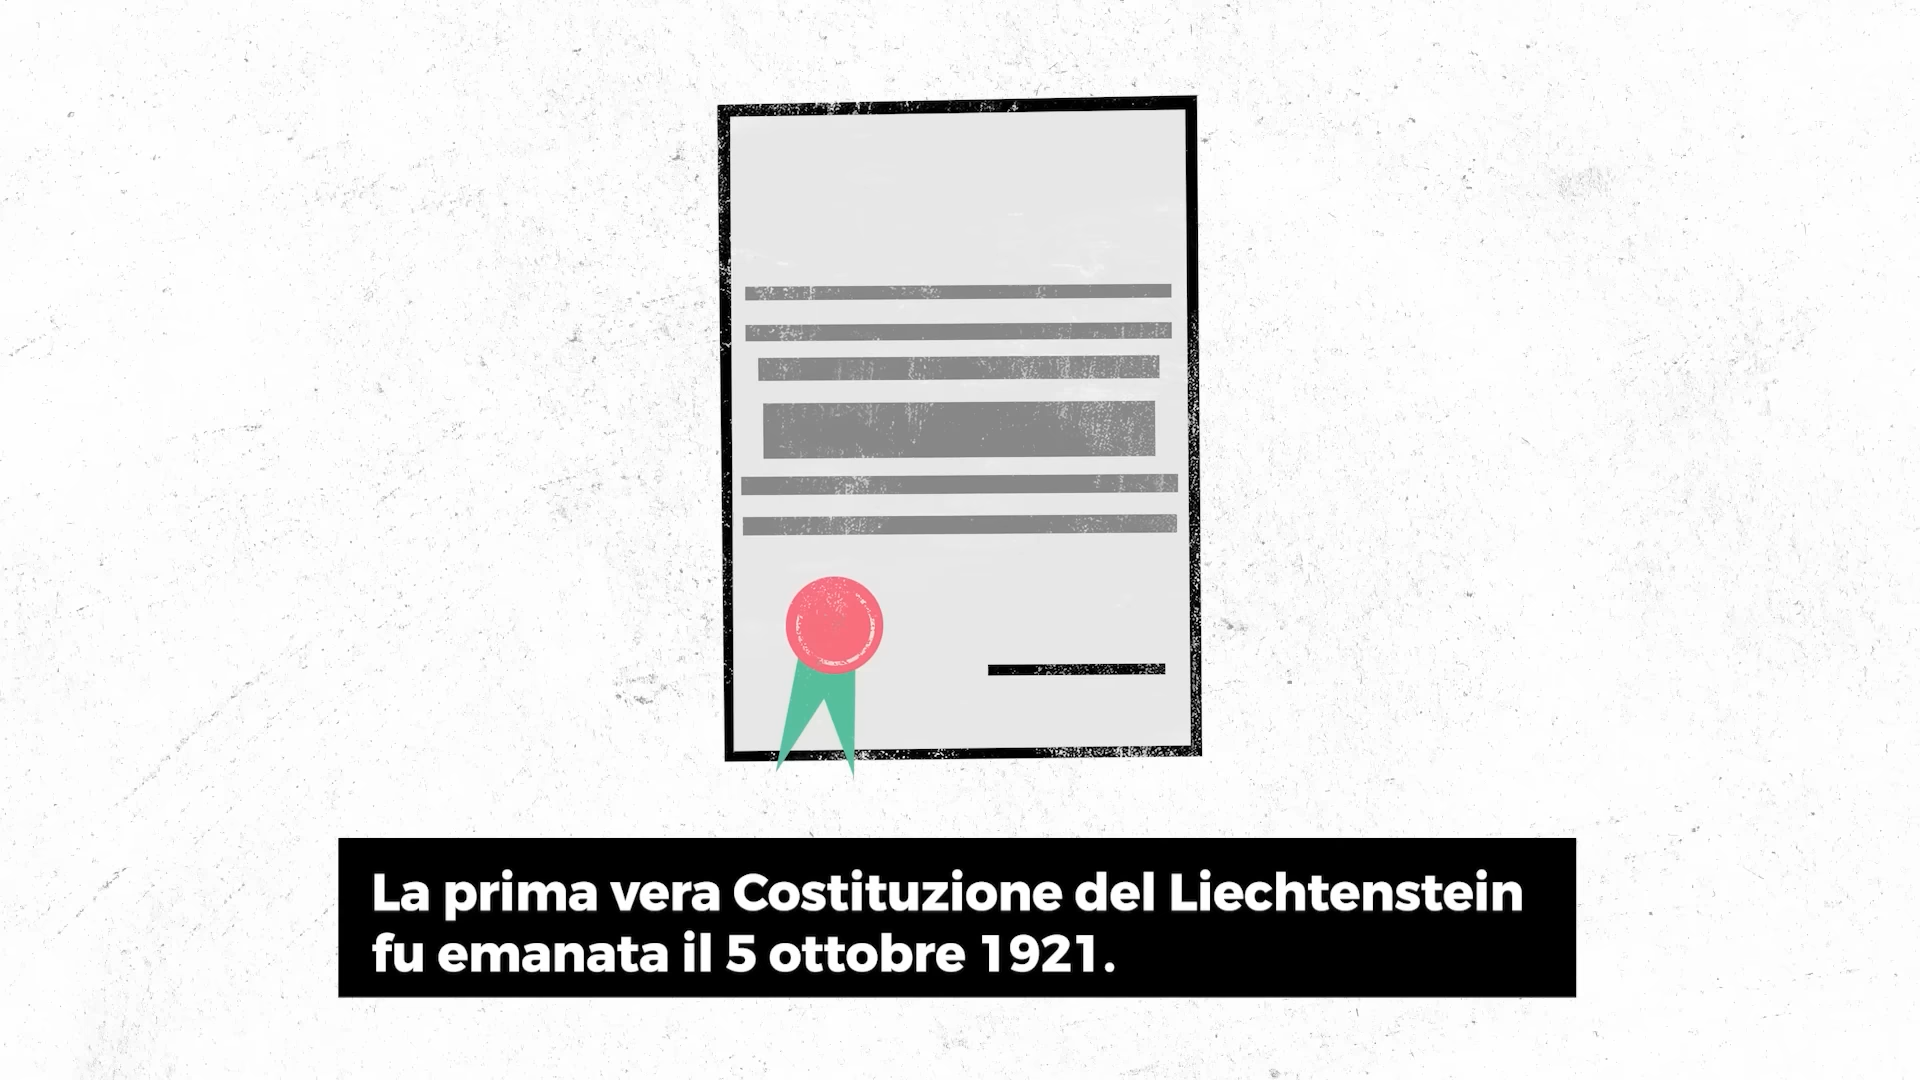 La prima vera Costituzione del Liechtenstein
fu emanata il 5 ottobre 1921.